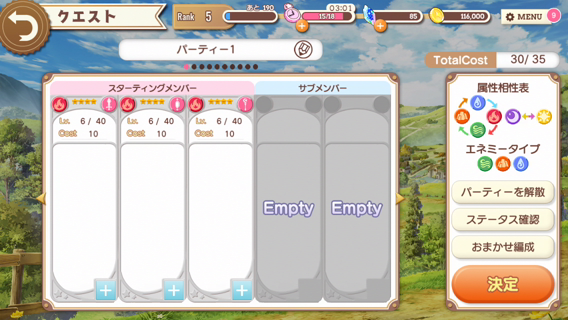 クエスト
Rank 5
あと 190
15/18
03:01
8
116,000
MENU
9
パーティー1
TotalCost 30/ 35
スターティングメンバー
サブメンバー
Lv. 6 / 40
Cost 10
Lv. 6 / 40
Cost 10
Lv. 6 / 40
Cost 10
Empty
Empty
属性相性表
エネミータイプ
パーティーを解散
ステータス確認
おまかせ編成
決定